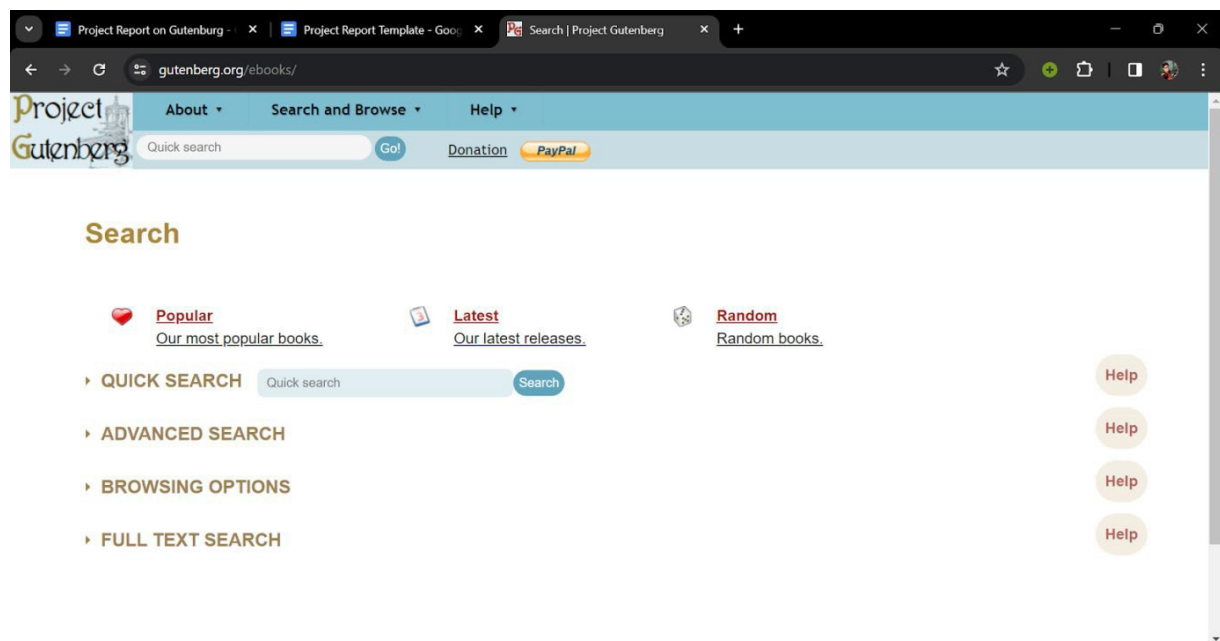 Project Report on Gutenburg - Project Report Template - Goog Search | Project Gutenberg
gutenberg.org/ebooks/
Project About Search and Browse Help
Gutenberg Quick search Go! Donation PayPal
Search
Popular Latest Random
Our most popular books. Our latest releases. Random books.
QUICK SEARCH Quick search Search Help
ADVANCED SEARCH Help
BROWSING OPTIONS Help
FULL TEXT SEARCH Help